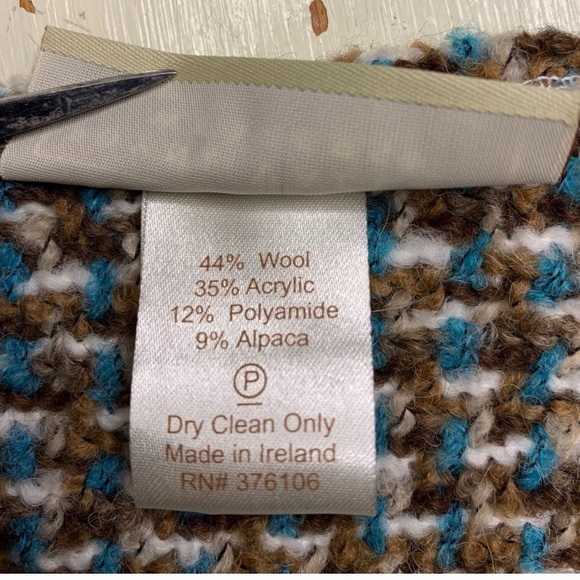 44% Wool
35% Acrylic
12% Polyamide
9% Alpaca
P
Dry Clean Only
Made in Ireland
RN# 376106